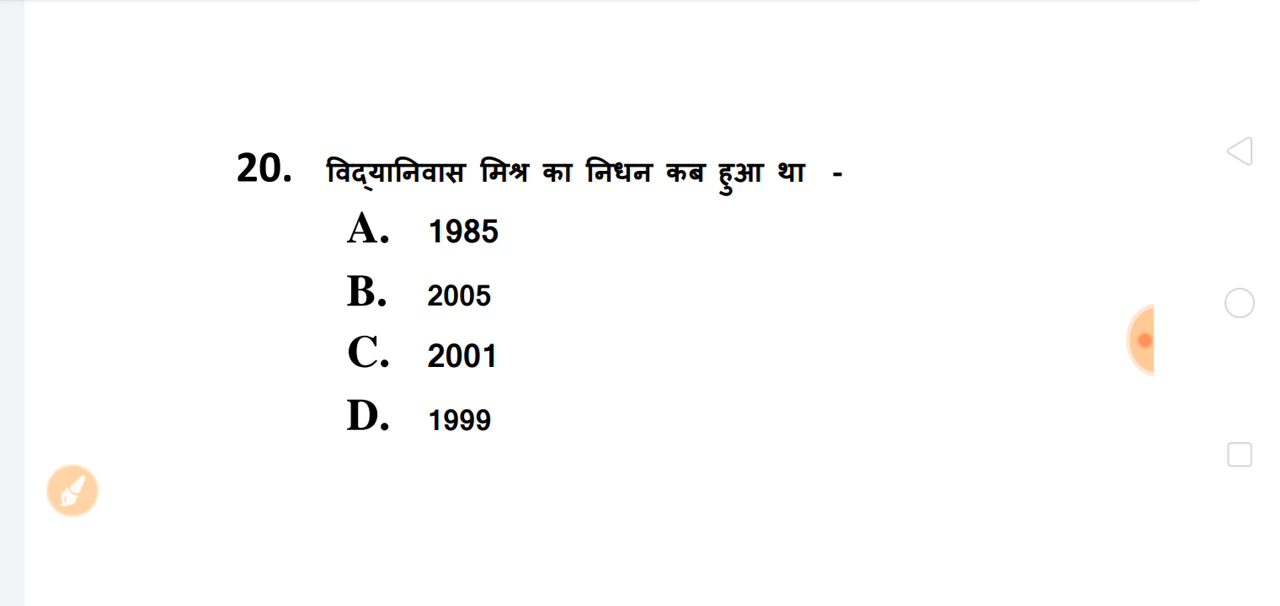 20. विद्यानिवास मिश्र का निधन कब हुआ था -
A. 1985
B. 2005
C. 2001
D. 1999